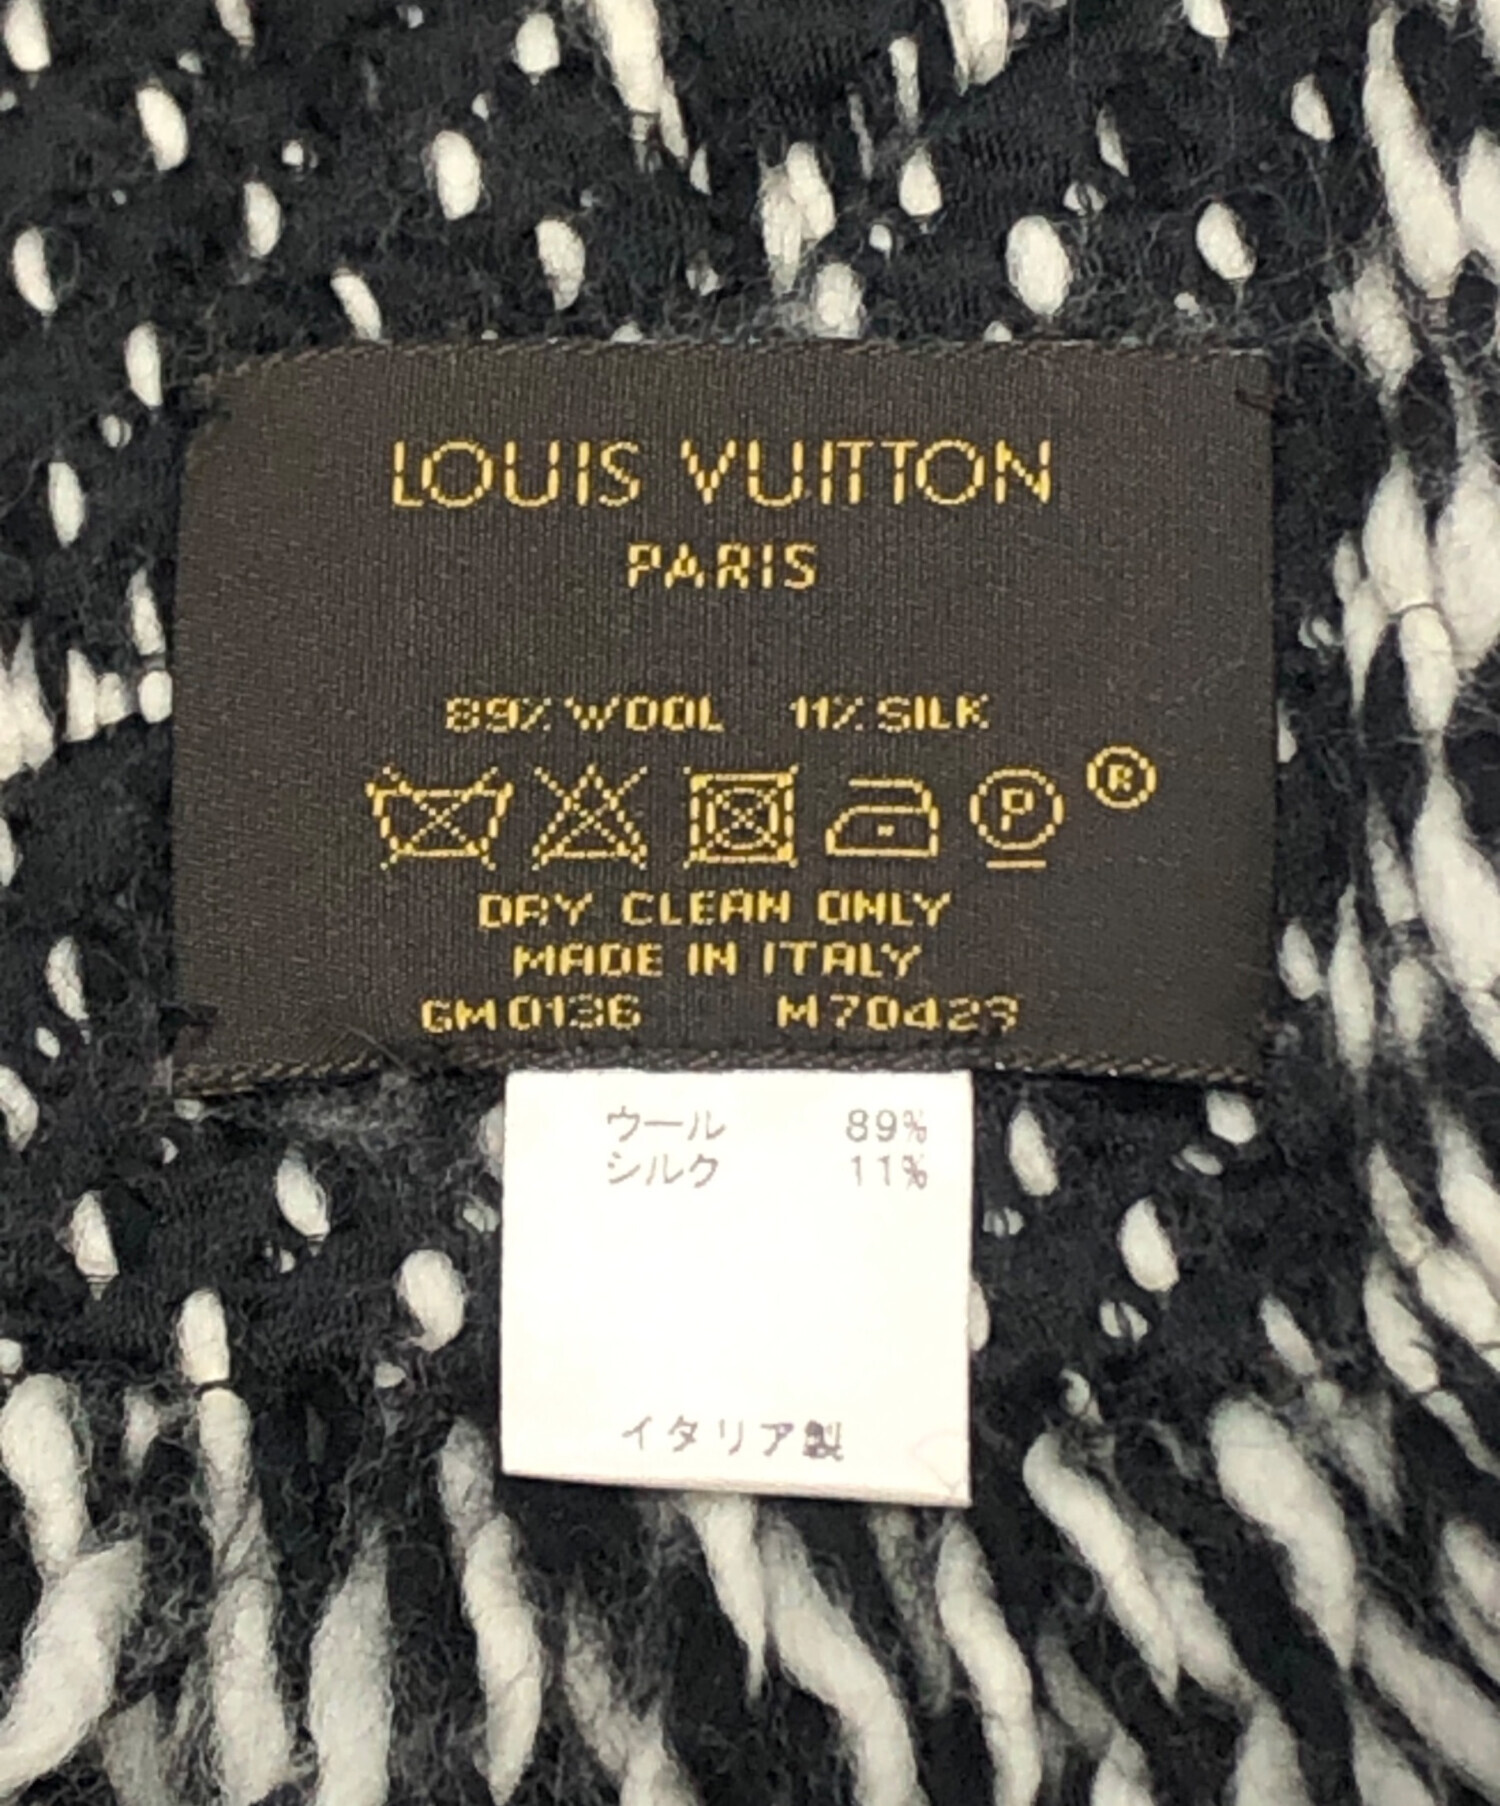 LOUIS VUITTON
PARIS
89% WOOL 11% SILK
P ®
DRY CLEAN ONLY
MADE IN ITALY
GM0136 M70423
ウール 89%
シルク 11%
イタリア製